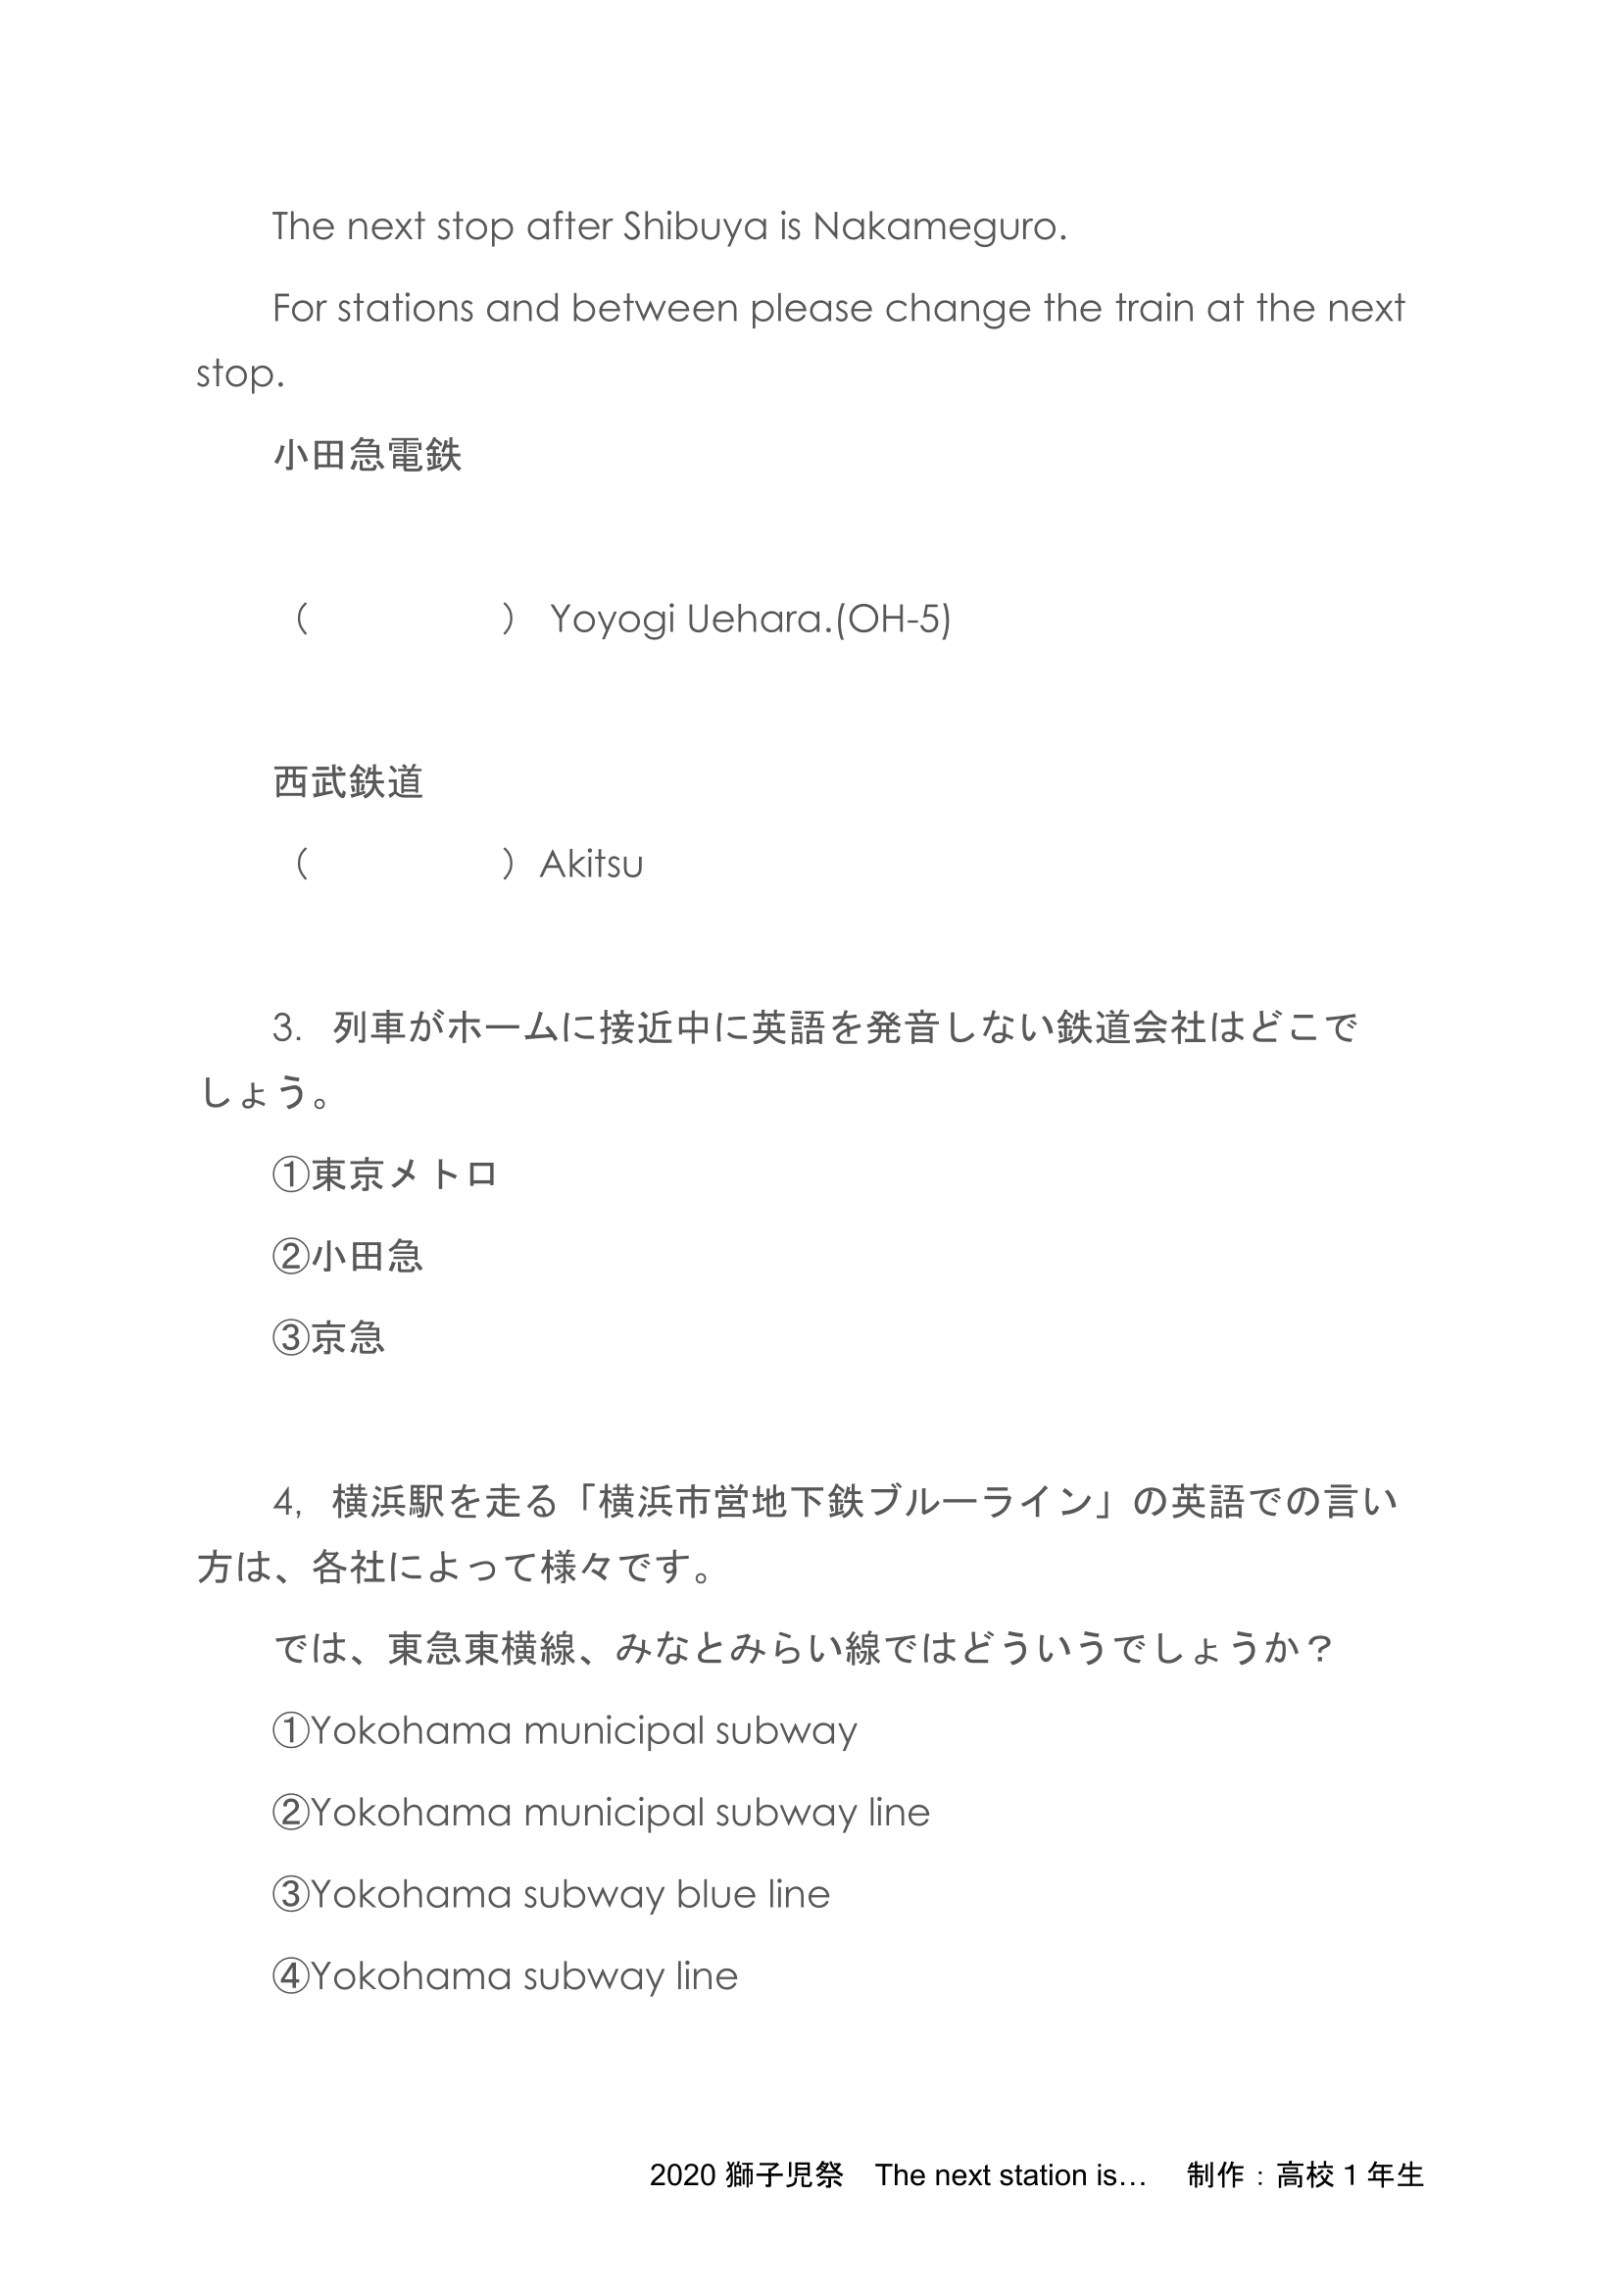 The next stop after Shibuya is Nakameguro.
For stations and between please change the train at the next
stop.
小田急電鉄
（　　　　　） Yoyogi Uehara.(OH-5)
西武鉄道
（　　　　　）Akitsu
3. 列車がホームに接近中に英語を発音しない鉄道会社はどこで
しょう。
①東京メトロ
②小田急
③京急
4, 横浜駅を走る「横浜市営地下鉄ブルーライン」の英語での言い
方は、各社によって様々です。
では、東急東横線、みなとみらい線ではどういうでしょうか？
①Yokohama municipal subway
②Yokohama municipal subway line
③Yokohama subway blue line
④Yokohama subway line
2020 獅子児祭　The next station is…　制作：高校 1 年生